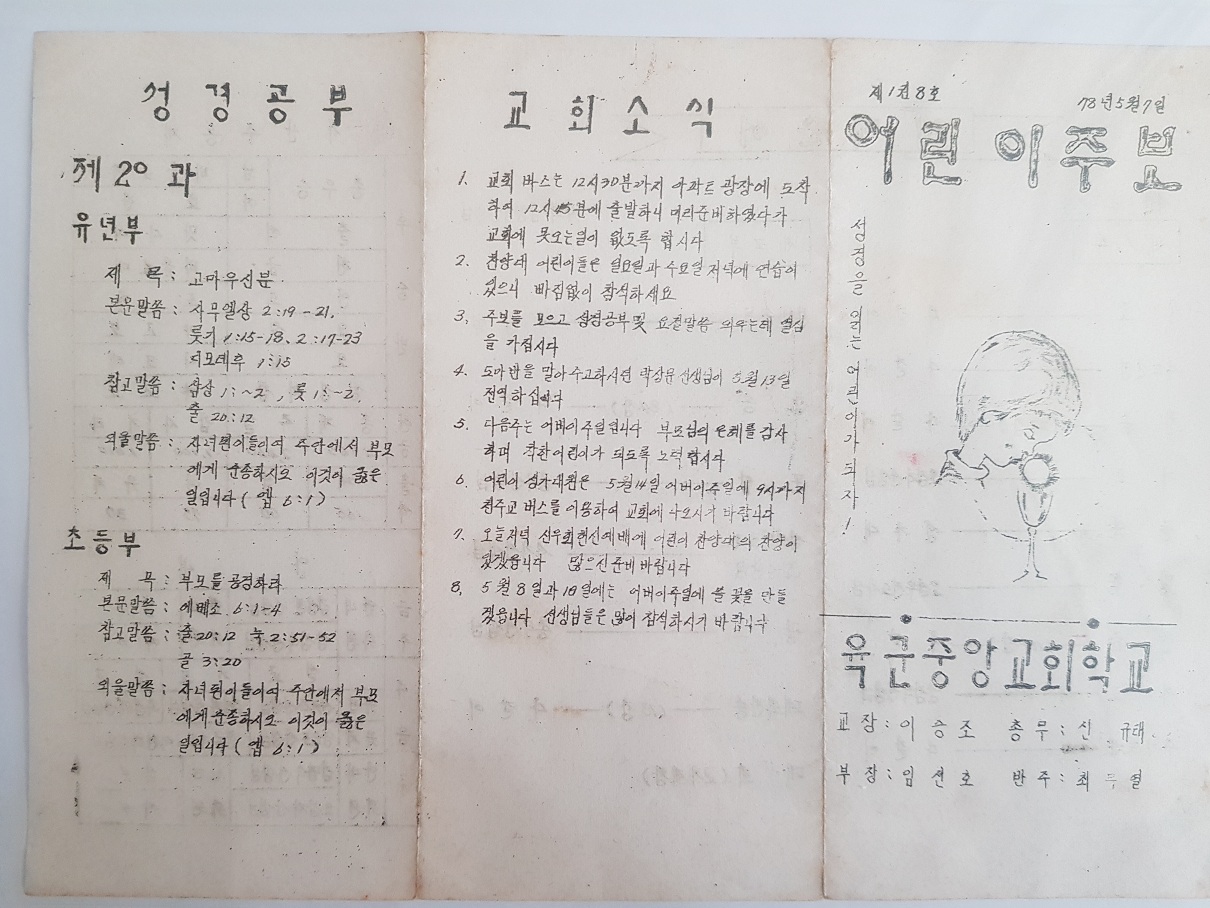 성경공부
제 20 과
유년부
제 목 : 고마우신분.
본문말씀 : 사무엘상 2:19-21.
룻기 1:15-18. 2:17-23
디모데후 1:15
참고말씀 : 삼상 1:~2 , 룻 1:~2.
출 20:12
외울말씀 : 자녀된이들이여 주안에서 부모
에게 순종하시오 이것이 옳은
일입니다 ( 엡 6:1 )
초등부
제 목 : 부모를 공경하라
본문말씀 : 에베소 6:1-4
참고말씀 : 출20:12 눅 2:51-52
골 3:20
외울말씀 : 자녀된이들이여 주안에서 부모
에게 순종하시오 이것이 옳은
일입니다 ( 엡 6:1 )
교회소식
1. 교회 버스는 12시30분까지 아파트 광장에 도착
하여 12시45분에 출발하니 미리준비하였다가
교회에 못오는일이 없도록 합시다
2. 찬양대 어린이들은 일요일과 수요일 저녁에 연습이
있으니 빠짐없이 참석하세요
3, 주보를 모으고 성경공부및 요절말씀 외우는데 열심
을 가집시다
4. 도마반을 맡아 수고하시던 박상문 선생님이 5월 13일
전역하십니다
5. 다음주는 어버이주일입니다 부모님의 은혜를 감사
하며 착한어린이가 되도록 노력합시다
6. 어린이 성가대원은 5월14일 어버이주일에 9시까지
천주교 버스를 이용하여 교회에 나오시기 바랍니다
7. 오늘저녁 신우회헌신예배에 어린이 찬양대의 찬양이
있겠읍니다 많으신준비 바랍니다
8, 5월 8일과 10일에는 어버이주일에 쓸 꽃을 만들
겠읍니다 선생님들은 많이 참석하시기 바랍니다
제1권8호
78년5월7일
어린이주보
성경을 읽는 어린이가 되자!
육군중앙교회학교
교장 : 이승조 총무 : 신규태
부장 : 임선호 반주 : 최 열